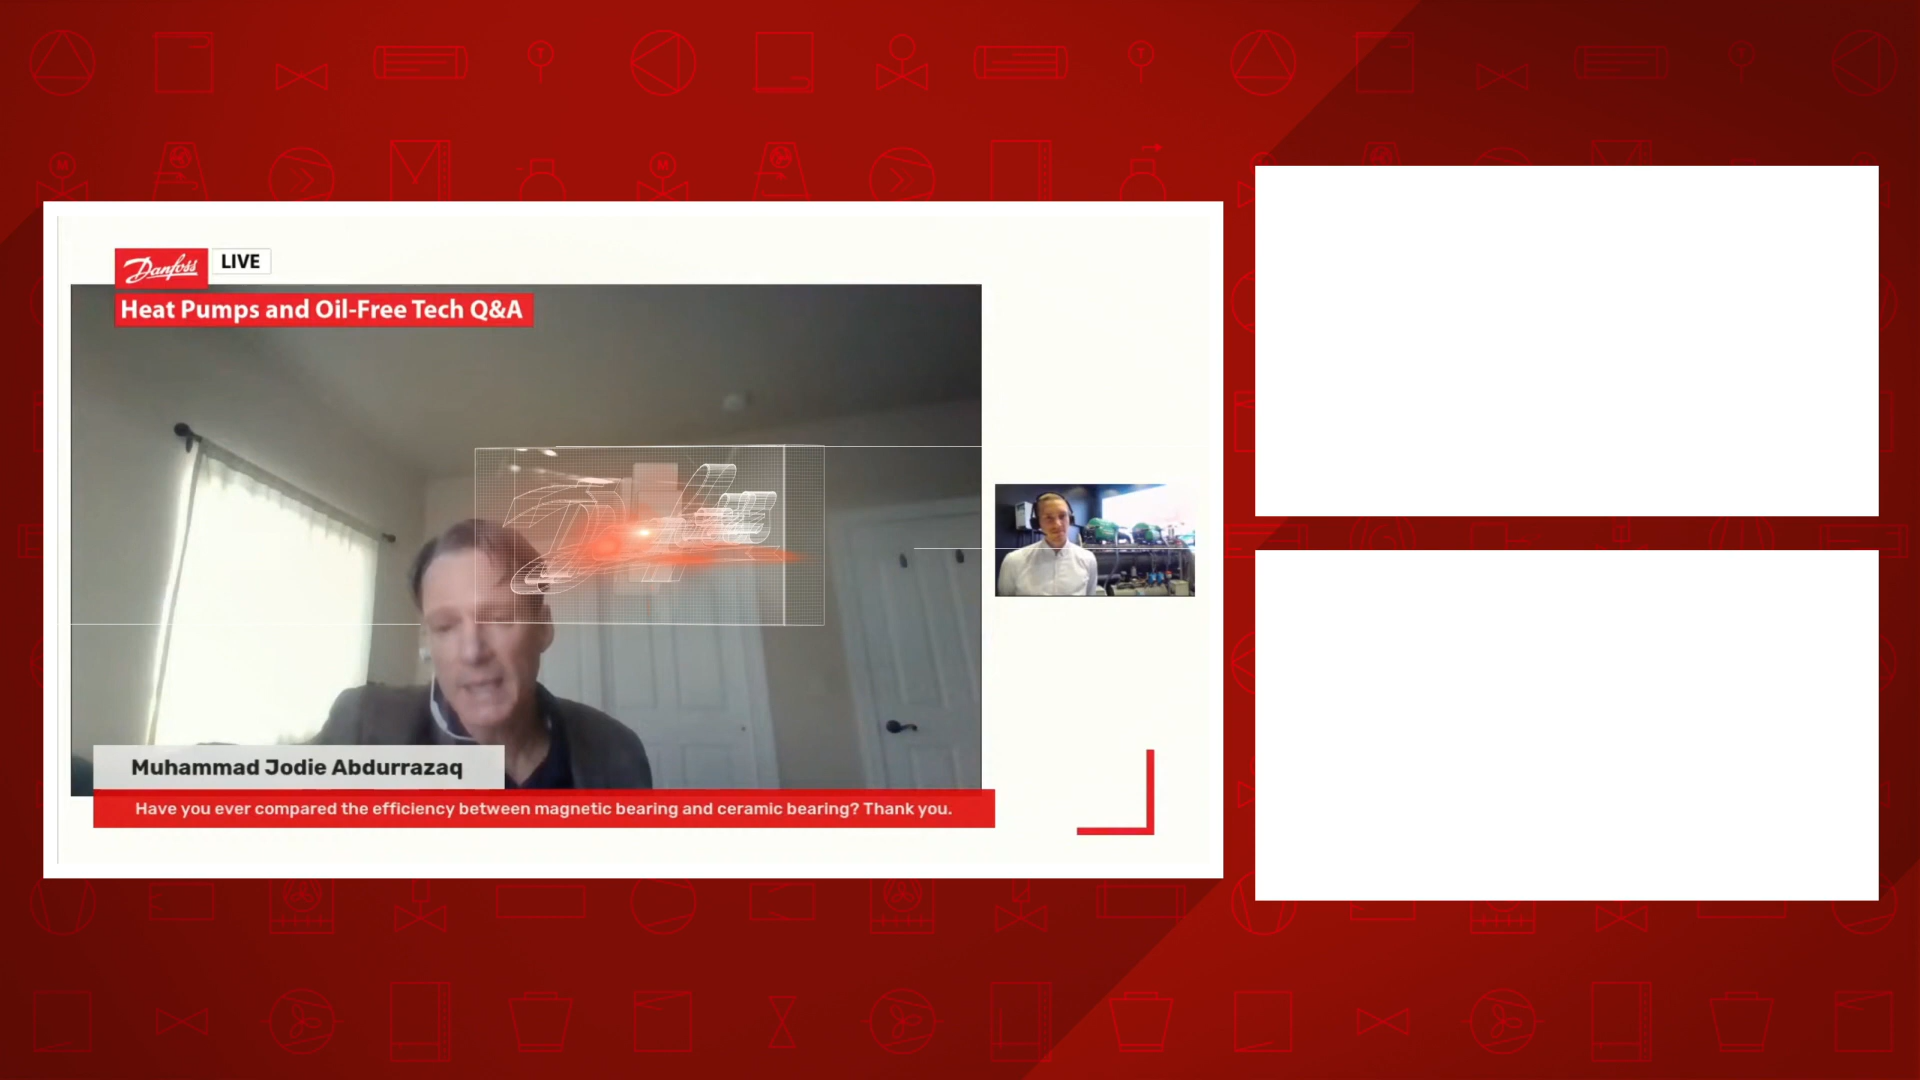 Danfoss
LIVE
Heat Pumps and Oil-Free Tech Q&A
Muhammad Jodie Abdurrazaq
Have you ever compared the efficiency between magnetic bearing and ceramic bearing? Thank you.
T
T
T
M
M